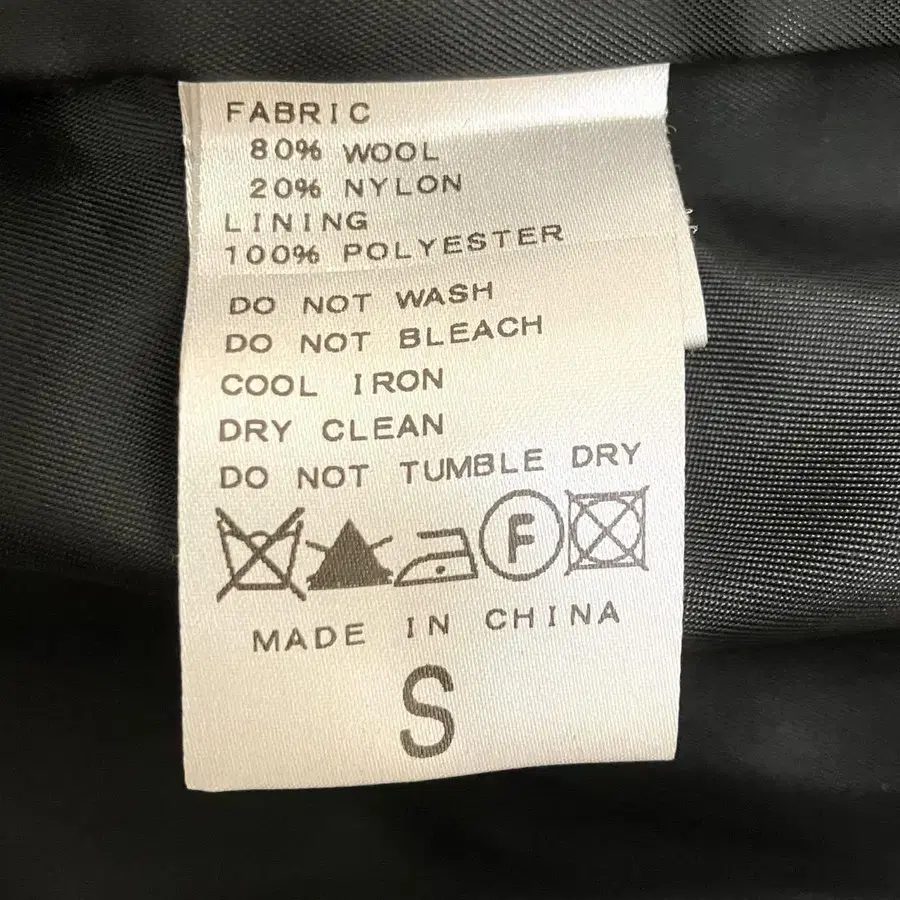 FABRIC
80% WOOL
20% NYLON
LINING
100% POLYESTER
DO NOT WASH
DO NOT BLEACH
COOL IRON
DRY CLEAN
DO NOT TUMBLE DRY
F
MADE IN CHINA
S